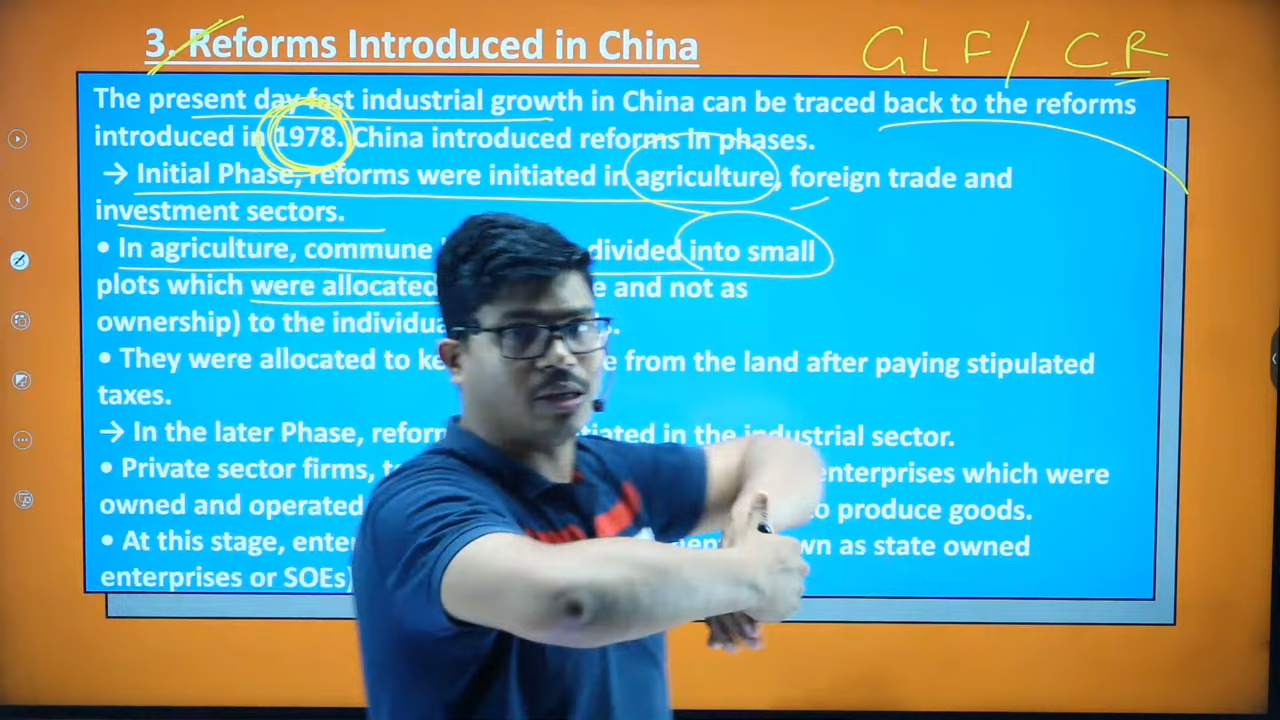 3. Reforms Introduced in China
GLF / CR
The present day fast industrial growth in China can be traced back to the reforms
introduced in 1978. China introduced reforms in phases.
→ Initial Phase, reforms were initiated in agriculture, foreign trade and
investment sectors.
• In agriculture, commune divided into small
plots which were allocated and not as
ownership) to the
• They were allocated to from the land after paying stipulated
taxes.
→ In the later Phase, in the industrial sector.
• Private sector firms, enterprises which were
owned and operated to produce goods.
• At this stage, as state owned
enterprises or SOEs)